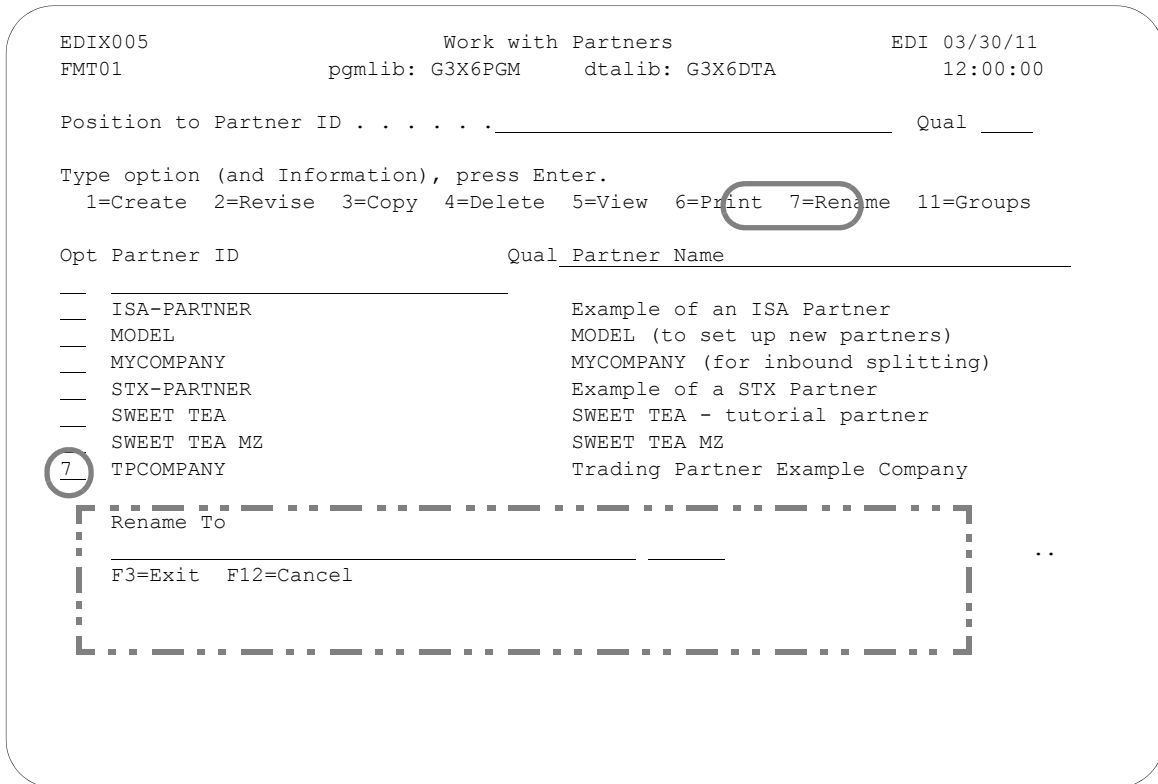 EDIX005 Work with Partners EDI 03/30/11
FMT01 pgmlib: G3X6PGM dtalib: G3X6DTA 12:00:00
Position to Partner ID . . . . . . Qual
Type option (and Information), press Enter.
1=Create 2=Revise 3=Copy 4=Delete 5=View 6=Print 7=Rename 11=Groups
Opt Partner ID Qual Partner Name
ISA-PARTNER Example of an ISA Partner
MODEL MODEL (to set up new partners)
MYCOMPANY MYCOMPANY (for inbound splitting)
STX-PARTNER Example of a STX Partner
SWEET TEA SWEET TEA - tutorial partner
SWEET TEA MZ SWEET TEA MZ
7 TPCOMPANY Trading Partner Example Company
Rename To
..
F3=Exit F12=Cancel